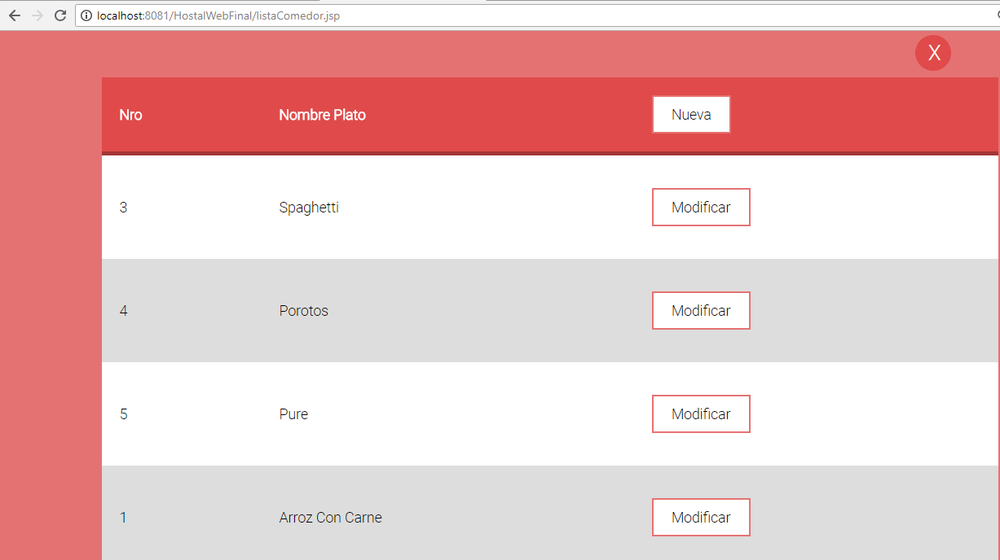 localhost:8081/HostalWebFinal/listaComedor.jsp
X
Nro Nombre Plato Nueva
3 Spaghetti Modificar
4 Porotos Modificar
5 Pure Modificar
1 Arroz Con Carne Modificar